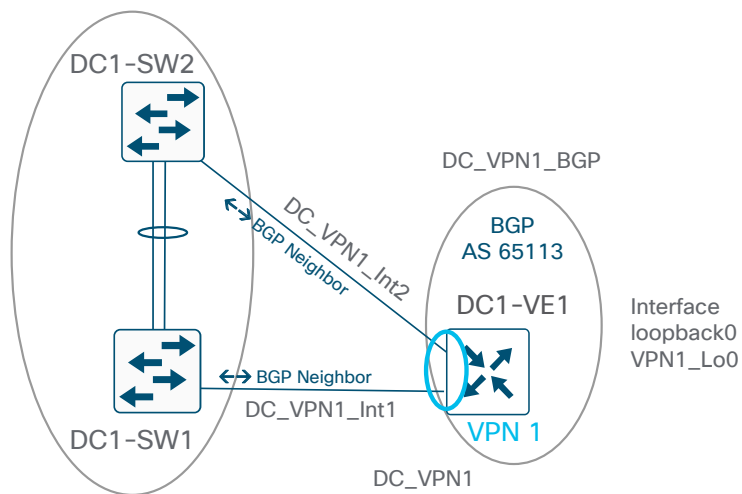 DC1-SW2
DC_VPN1_BGP
DC_VPN1_Int2
BGP Neighbor
BGP
AS 65113
DC1-VE1
Interface
loopback0
VPN1_Lo0
BGP Neighbor
DC_VPN1_Int1
VPN 1
DC1-SW1
DC_VPN1